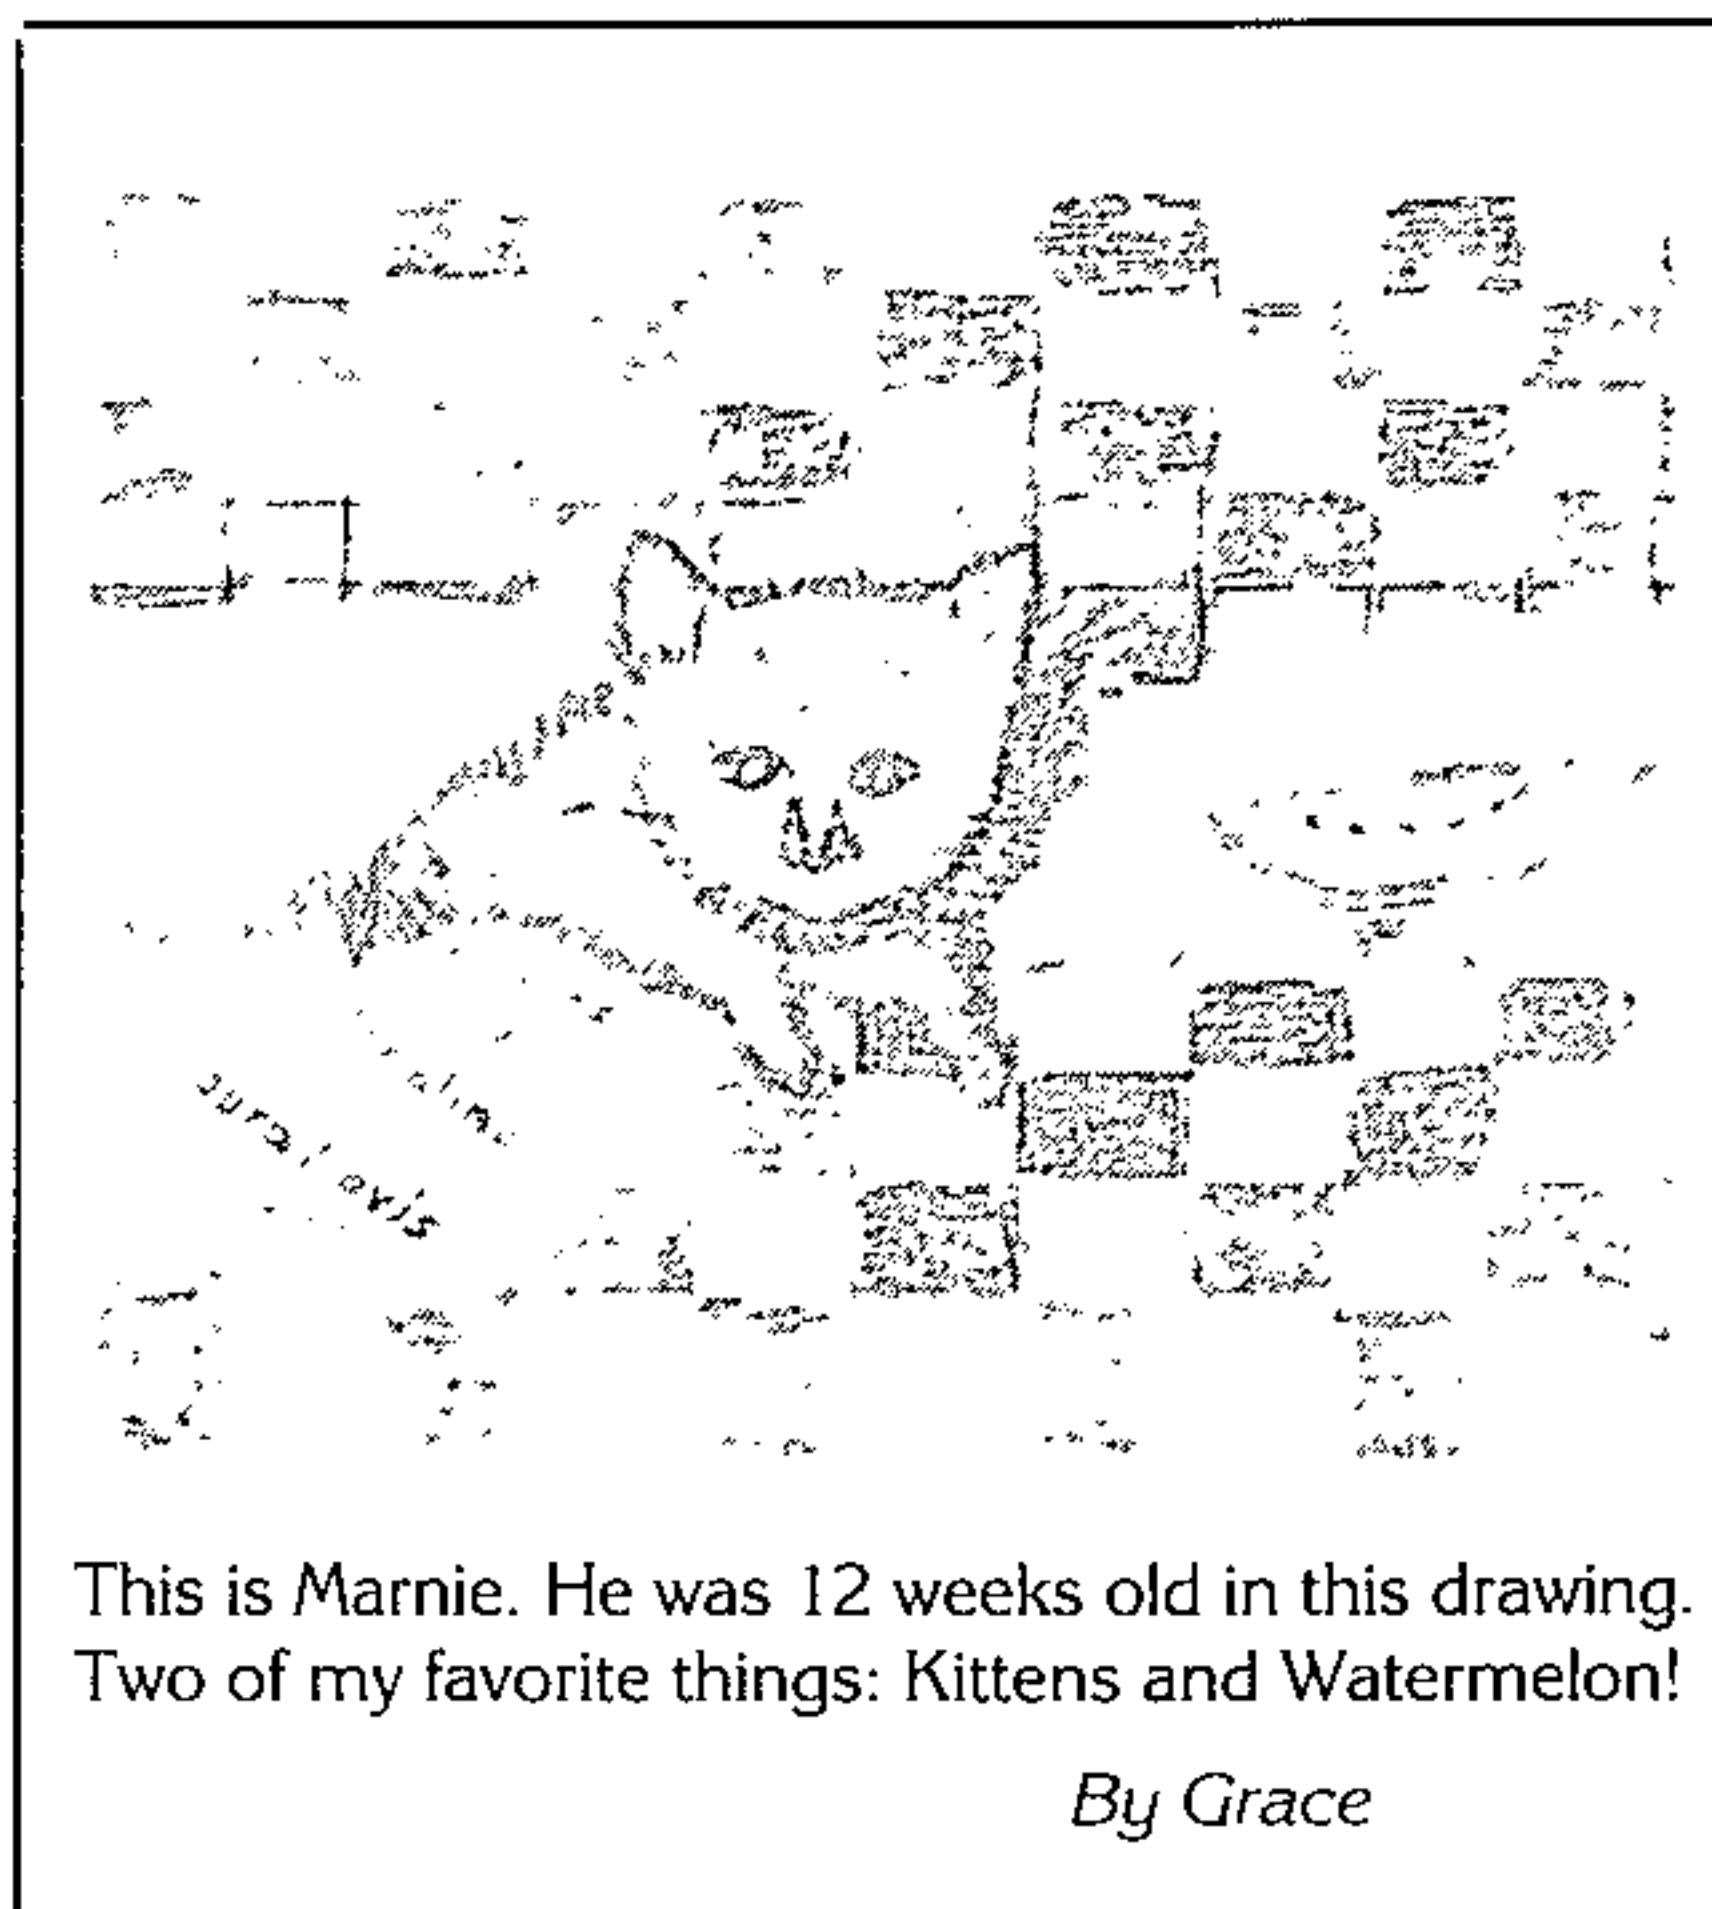 This is Marnie. He was 12 weeks old in this drawing.
Two of my favorite things: Kittens and Watermelon!
By Grace